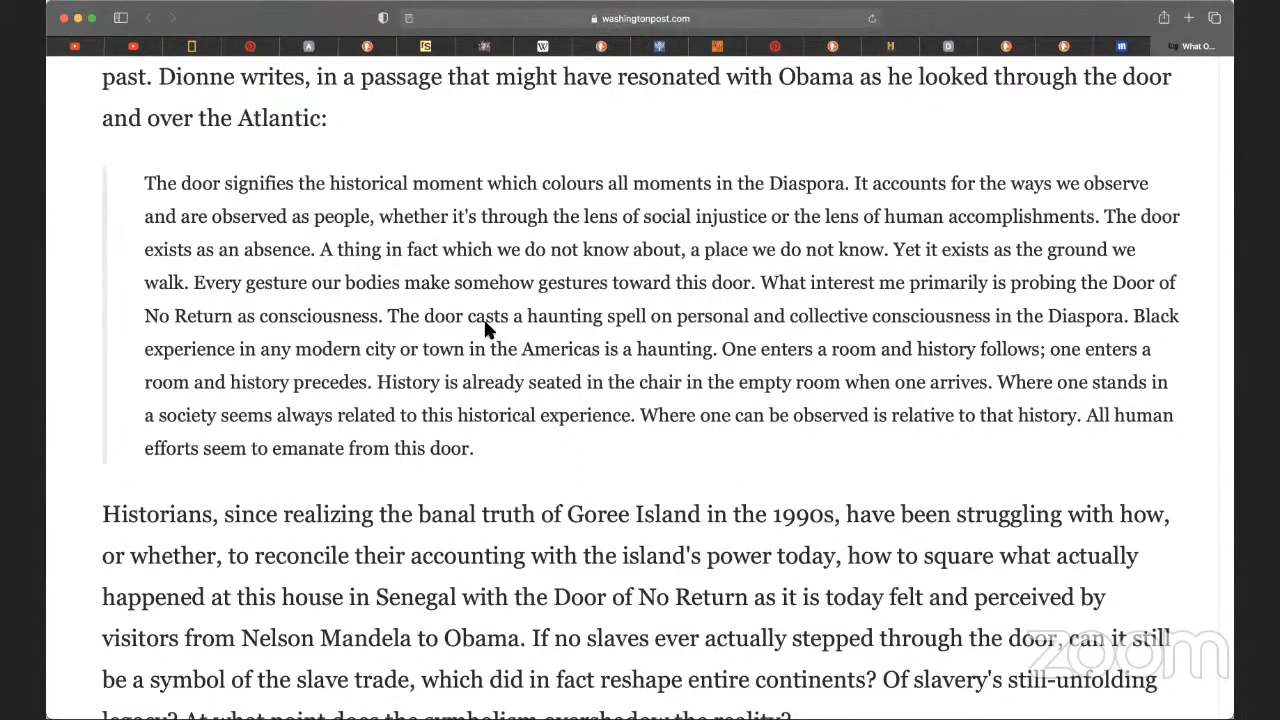 washingtonpost.com
What O...
past. Dionne writes, in a passage that might have resonated with Obama as he looked through the door
and over the Atlantic:
The door signifies the historical moment which colours all moments in the Diaspora. It accounts for the ways we observe
and are observed as people, whether it's through the lens of social injustice or the lens of human accomplishments. The door
exists as an absence. A thing in fact which we do not know about, a place we do not know. Yet it exists as the ground we
walk. Every gesture our bodies make somehow gestures toward this door. What interest me primarily is probing the Door of
No Return as consciousness. The door casts a haunting spell on personal and collective consciousness in the Diaspora. Black
experience in any modern city or town in the Americas is a haunting. One enters a room and history follows; one enters a
room and history precedes. History is already seated in the chair in the empty room when one arrives. Where one stands in
a society seems always related to this historical experience. Where one can be observed is relative to that history. All human
efforts seem to emanate from this door.
Historians, since realizing the banal truth of Goree Island in the 1990s, have been struggling with how,
or whether, to reconcile their accounting with the island's power today, how to square what actually
happened at this house in Senegal with the Door of No Return as it is today felt and perceived by
visitors from Nelson Mandela to Obama. If no slaves ever actually stepped through the door, can it still
be a symbol of the slave trade, which did in fact reshape entire continents? Of slavery's still-unfolding
legacy? At what point does the symbolism overshadow the reality?
zoom